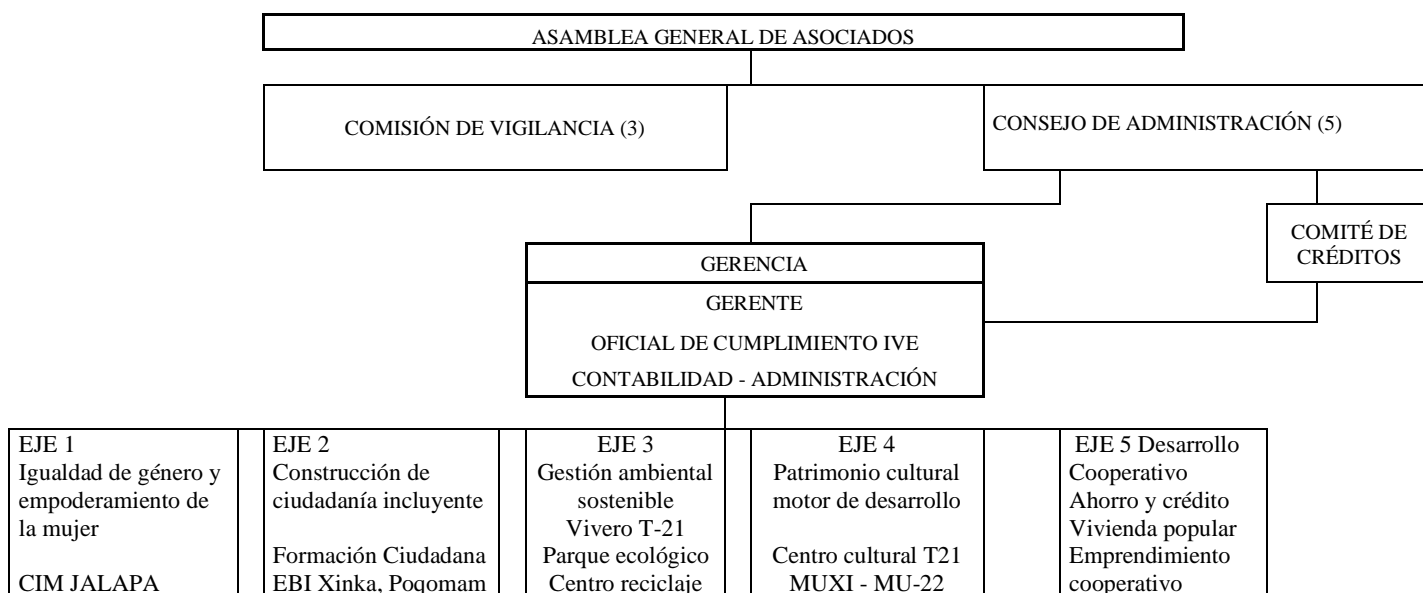 ASAMBLEA GENERAL DE ASOCIADOS
COMISIÓN DE VIGILANCIA (3)
CONSEJO DE ADMINISTRACIÓN (5)
COMITÉ DE
CRÉDITOS
GERENCIA
GERENTE
OFICIAL DE CUMPLIMIENTO IVE
CONTABILIDAD - ADMINISTRACIÓN
EJE 1
Igualdad de género y
empoderamiento de
la mujer
CIM JALAPA
EJE 2
Construcción de
ciudadanía incluyente
Formación Ciudadana
EBI Xinka, Poqomam
EJE 3
Gestión ambiental
sostenible
Vivero T-21
Parque ecológico
Centro reciclaje
EJE 4
Patrimonio cultural
motor de desarrollo
Centro cultural T21
MUXI - MU-22
EJE 5 Desarrollo
Cooperativo
Ahorro y crédito
Vivienda popular
Emprendimiento
cooperativo